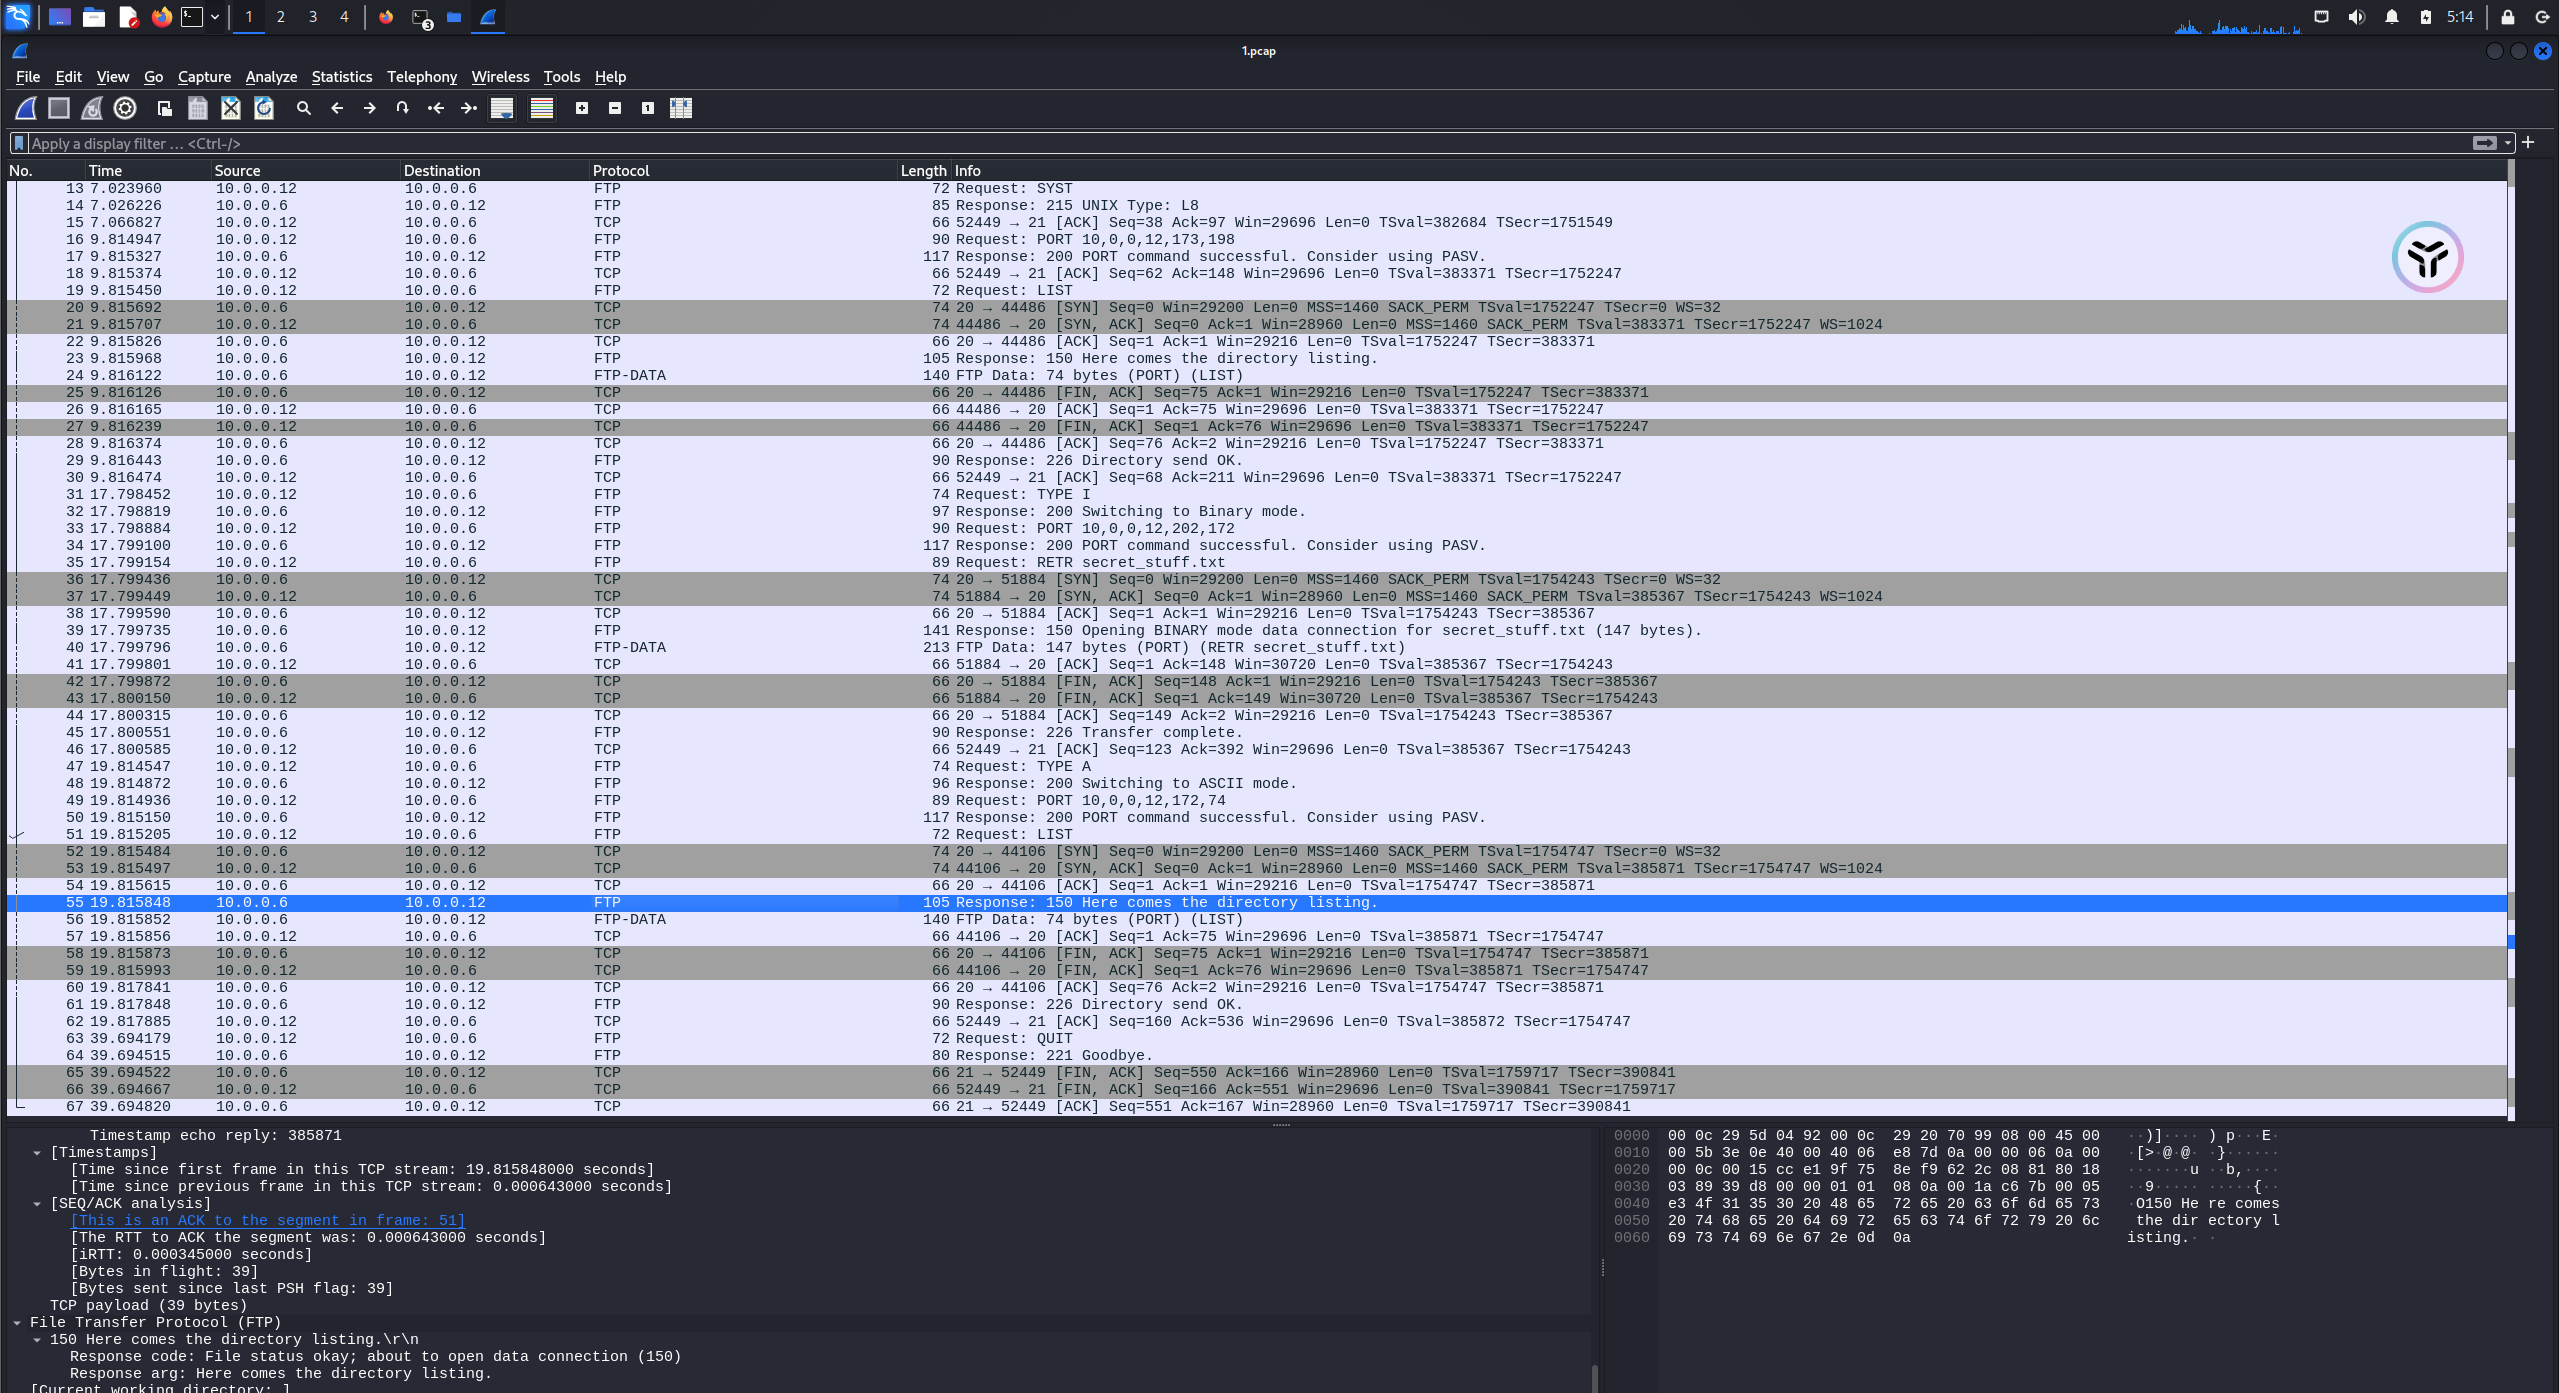 1 2 3 4 3 5:14
1.pcap
File Edit View Go Capture Analyze Statistics Telephony Wireless Tools Help
Apply a display filter … <Ctrl-/>
No. Time Source Destination Protocol Length Info
13 7.023960 10.0.0.12 10.0.0.6 FTP 72 Request: SYST
14 7.026226 10.0.0.6 10.0.0.12 FTP 85 Response: 215 UNIX Type: L8
15 7.066827 10.0.0.12 10.0.0.6 TCP 66 52449 → 21 [ACK] Seq=38 Ack=97 Win=29696 Len=0 TSval=382684 TSecr=1751549
16 9.814947 10.0.0.12 10.0.0.6 FTP 90 Request: PORT 10,0,0,12,173,198
17 9.815327 10.0.0.6 10.0.0.12 FTP 117 Response: 200 PORT command successful. Consider using PASV.
18 9.815374 10.0.0.12 10.0.0.6 TCP 66 52449 → 21 [ACK] Seq=62 Ack=148 Win=29696 Len=0 TSval=383371 TSecr=1752247
19 9.815450 10.0.0.12 10.0.0.6 FTP 72 Request: LIST
20 9.815692 10.0.0.6 10.0.0.12 TCP 74 20 → 44486 [SYN] Seq=0 Win=29200 Len=0 MSS=1460 SACK_PERM TSval=1752247 TSecr=0 WS=32
21 9.815707 10.0.0.12 10.0.0.6 TCP 74 44486 → 20 [SYN, ACK] Seq=0 Ack=1 Win=28960 Len=0 MSS=1460 SACK_PERM TSval=383371 TSecr=1752247 WS=1024
22 9.815826 10.0.0.6 10.0.0.12 TCP 66 20 → 44486 [ACK] Seq=1 Ack=1 Win=29216 Len=0 TSval=1752247 TSecr=383371
23 9.815968 10.0.0.6 10.0.0.12 FTP 105 Response: 150 Here comes the directory listing.
24 9.816122 10.0.0.6 10.0.0.12 FTP-DATA 140 FTP Data: 74 bytes (PORT) (LIST)
25 9.816126 10.0.0.6 10.0.0.12 TCP 66 20 → 44486 [FIN, ACK] Seq=75 Ack=1 Win=29216 Len=0 TSval=1752247 TSecr=383371
26 9.816165 10.0.0.12 10.0.0.6 TCP 66 44486 → 20 [ACK] Seq=1 Ack=75 Win=29696 Len=0 TSval=383371 TSecr=1752247
27 9.816239 10.0.0.12 10.0.0.6 TCP 66 44486 → 20 [FIN, ACK] Seq=1 Ack=76 Win=29696 Len=0 TSval=383371 TSecr=1752247
28 9.816374 10.0.0.6 10.0.0.12 TCP 66 20 → 44486 [ACK] Seq=76 Ack=2 Win=29216 Len=0 TSval=1752247 TSecr=383371
29 9.816443 10.0.0.6 10.0.0.12 FTP 90 Response: 226 Directory send OK.
30 9.816474 10.0.0.12 10.0.0.6 TCP 66 52449 → 21 [ACK] Seq=68 Ack=211 Win=29696 Len=0 TSval=383371 TSecr=1752247
31 17.798452 10.0.0.12 10.0.0.6 FTP 74 Request: TYPE I
32 17.798819 10.0.0.6 10.0.0.12 FTP 97 Response: 200 Switching to Binary mode.
33 17.798884 10.0.0.12 10.0.0.6 FTP 90 Request: PORT 10,0,0,12,202,172
34 17.799100 10.0.0.6 10.0.0.12 FTP 117 Response: 200 PORT command successful. Consider using PASV.
35 17.799154 10.0.0.12 10.0.0.6 FTP 89 Request: RETR secret_stuff.txt
36 17.799436 10.0.0.6 10.0.0.12 TCP 74 20 → 51884 [SYN] Seq=0 Win=29200 Len=0 MSS=1460 SACK_PERM TSval=1754243 TSecr=0 WS=32
37 17.799449 10.0.0.12 10.0.0.6 TCP 74 51884 → 20 [SYN, ACK] Seq=0 Ack=1 Win=28960 Len=0 MSS=1460 SACK_PERM TSval=385367 TSecr=1754243 WS=1024
38 17.799590 10.0.0.6 10.0.0.12 TCP 66 20 → 51884 [ACK] Seq=1 Ack=1 Win=29216 Len=0 TSval=1754243 TSecr=385367
39 17.799735 10.0.0.6 10.0.0.12 FTP 141 Response: 150 Opening BINARY mode data connection for secret_stuff.txt (147 bytes).
40 17.799796 10.0.0.6 10.0.0.12 FTP-DATA 213 FTP Data: 147 bytes (PORT) (RETR secret_stuff.txt)
41 17.799801 10.0.0.12 10.0.0.6 TCP 66 51884 → 20 [ACK] Seq=1 Ack=148 Win=30720 Len=0 TSval=385367 TSecr=1754243
42 17.799872 10.0.0.6 10.0.0.12 TCP 66 20 → 51884 [FIN, ACK] Seq=148 Ack=1 Win=29216 Len=0 TSval=1754243 TSecr=385367
43 17.800150 10.0.0.12 10.0.0.6 TCP 66 51884 → 20 [FIN, ACK] Seq=1 Ack=149 Win=30720 Len=0 TSval=385367 TSecr=1754243
44 17.800315 10.0.0.6 10.0.0.12 TCP 66 20 → 51884 [ACK] Seq=149 Ack=2 Win=29216 Len=0 TSval=1754243 TSecr=385367
45 17.800551 10.0.0.6 10.0.0.12 FTP 90 Response: 226 Transfer complete.
46 17.800585 10.0.0.12 10.0.0.6 TCP 66 52449 → 21 [ACK] Seq=123 Ack=392 Win=29696 Len=0 TSval=385367 TSecr=1754243
47 19.814547 10.0.0.12 10.0.0.6 FTP 74 Request: TYPE A
48 19.814872 10.0.0.6 10.0.0.12 FTP 96 Response: 200 Switching to ASCII mode.
49 19.814936 10.0.0.12 10.0.0.6 FTP 89 Request: PORT 10,0,0,12,172,74
50 19.815150 10.0.0.6 10.0.0.12 FTP 117 Response: 200 PORT command successful. Consider using PASV.
51 19.815205 10.0.0.12 10.0.0.6 FTP 72 Request: LIST
52 19.815484 10.0.0.6 10.0.0.12 TCP 74 20 → 44106 [SYN] Seq=0 Win=29200 Len=0 MSS=1460 SACK_PERM TSval=1754747 TSecr=0 WS=32
53 19.815497 10.0.0.12 10.0.0.6 TCP 74 44106 → 20 [SYN, ACK] Seq=0 Ack=1 Win=28960 Len=0 MSS=1460 SACK_PERM TSval=385871 TSecr=1754747 WS=1024
54 19.815615 10.0.0.6 10.0.0.12 TCP 66 20 → 44106 [ACK] Seq=1 Ack=1 Win=29216 Len=0 TSval=1754747 TSecr=385871
55 19.815848 10.0.0.6 10.0.0.12 FTP 105 Response: 150 Here comes the directory listing.
56 19.815852 10.0.0.6 10.0.0.12 FTP-DATA 140 FTP Data: 74 bytes (PORT) (LIST)
57 19.815856 10.0.0.12 10.0.0.6 TCP 66 44106 → 20 [ACK] Seq=1 Ack=75 Win=29696 Len=0 TSval=385871 TSecr=1754747
58 19.815873 10.0.0.6 10.0.0.12 TCP 66 20 → 44106 [FIN, ACK] Seq=75 Ack=1 Win=29216 Len=0 TSval=1754747 TSecr=385871
59 19.815993 10.0.0.12 10.0.0.6 TCP 66 44106 → 20 [FIN, ACK] Seq=1 Ack=76 Win=29696 Len=0 TSval=385871 TSecr=1754747
60 19.817841 10.0.0.6 10.0.0.12 TCP 66 20 → 44106 [ACK] Seq=76 Ack=2 Win=29216 Len=0 TSval=1754747 TSecr=385871
61 19.817848 10.0.0.6 10.0.0.12 FTP 90 Response: 226 Directory send OK.
62 19.817885 10.0.0.12 10.0.0.6 TCP 66 52449 → 21 [ACK] Seq=160 Ack=536 Win=29696 Len=0 TSval=385872 TSecr=1754747
63 39.694179 10.0.0.12 10.0.0.6 FTP 72 Request: QUIT
64 39.694515 10.0.0.6 10.0.0.12 FTP 80 Response: 221 Goodbye.
65 39.694522 10.0.0.6 10.0.0.12 TCP 66 21 → 52449 [FIN, ACK] Seq=550 Ack=166 Win=28960 Len=0 TSval=1759717 TSecr=390841
66 39.694667 10.0.0.12 10.0.0.6 TCP 66 52449 → 21 [FIN, ACK] Seq=166 Ack=551 Win=29696 Len=0 TSval=390841 TSecr=1759717
67 39.694820 10.0.0.6 10.0.0.12 TCP 66 21 → 52449 [ACK] Seq=551 Ack=167 Win=28960 Len=0 TSval=1759717 TSecr=390841
Timestamp echo reply: 385871
[Timestamps]
[Time since first frame in this TCP stream: 19.815848000 seconds]
[Time since previous frame in this TCP stream: 0.000643000 seconds]
[SEQ/ACK analysis]
[This is an ACK to the segment in frame: 51]
[The RTT to ACK the segment was: 0.000643000 seconds]
[iRTT: 0.000345000 seconds]
[Bytes in flight: 39]
[Bytes sent since last PSH flag: 39]
TCP payload (39 bytes)
File Transfer Protocol (FTP)
150 Here comes the directory listing.\r\n
Response code: File status okay; about to open data connection (150)
Response arg: Here comes the directory listing.
[Current working directory: ]
0000 00 0c 29 5d 04 92 00 0c 29 20 70 99 08 00 45 00 ··)]···· ) p···E·
0010 00 5b 3e 0e 40 00 40 06 e8 7d 0a 00 00 06 0a 00 ·[>·@·@· ·}······
0020 00 0c 00 15 cc e1 9f 75 8e f9 62 2c 08 81 80 18 ·······u ··b,····
0030 03 89 39 d8 00 00 01 01 08 0a 00 1a c6 7b 00 05 ··9····· ·····{··
0040 e3 4f 31 35 30 20 48 65 72 65 20 63 6f 6d 65 73 ·O150 He re comes
0050 20 74 68 65 20 64 69 72 65 63 74 6f 72 79 20 6c the dir ectory l
0060 69 73 74 69 6e 67 2e 0d 0a isting.· ·